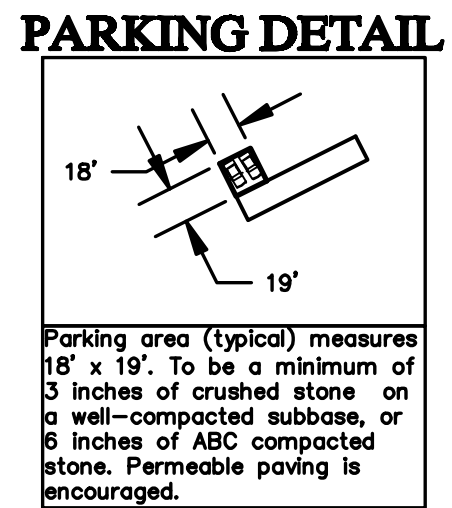 PARKING DETAIL
18'
19'
Parking area (typical) measures
18' x 19'. To be a minimum of
3 inches of crushed stone on
a well-compacted subbase, or
6 inches of ABC compacted
stone. Permeable paving is
encouraged.